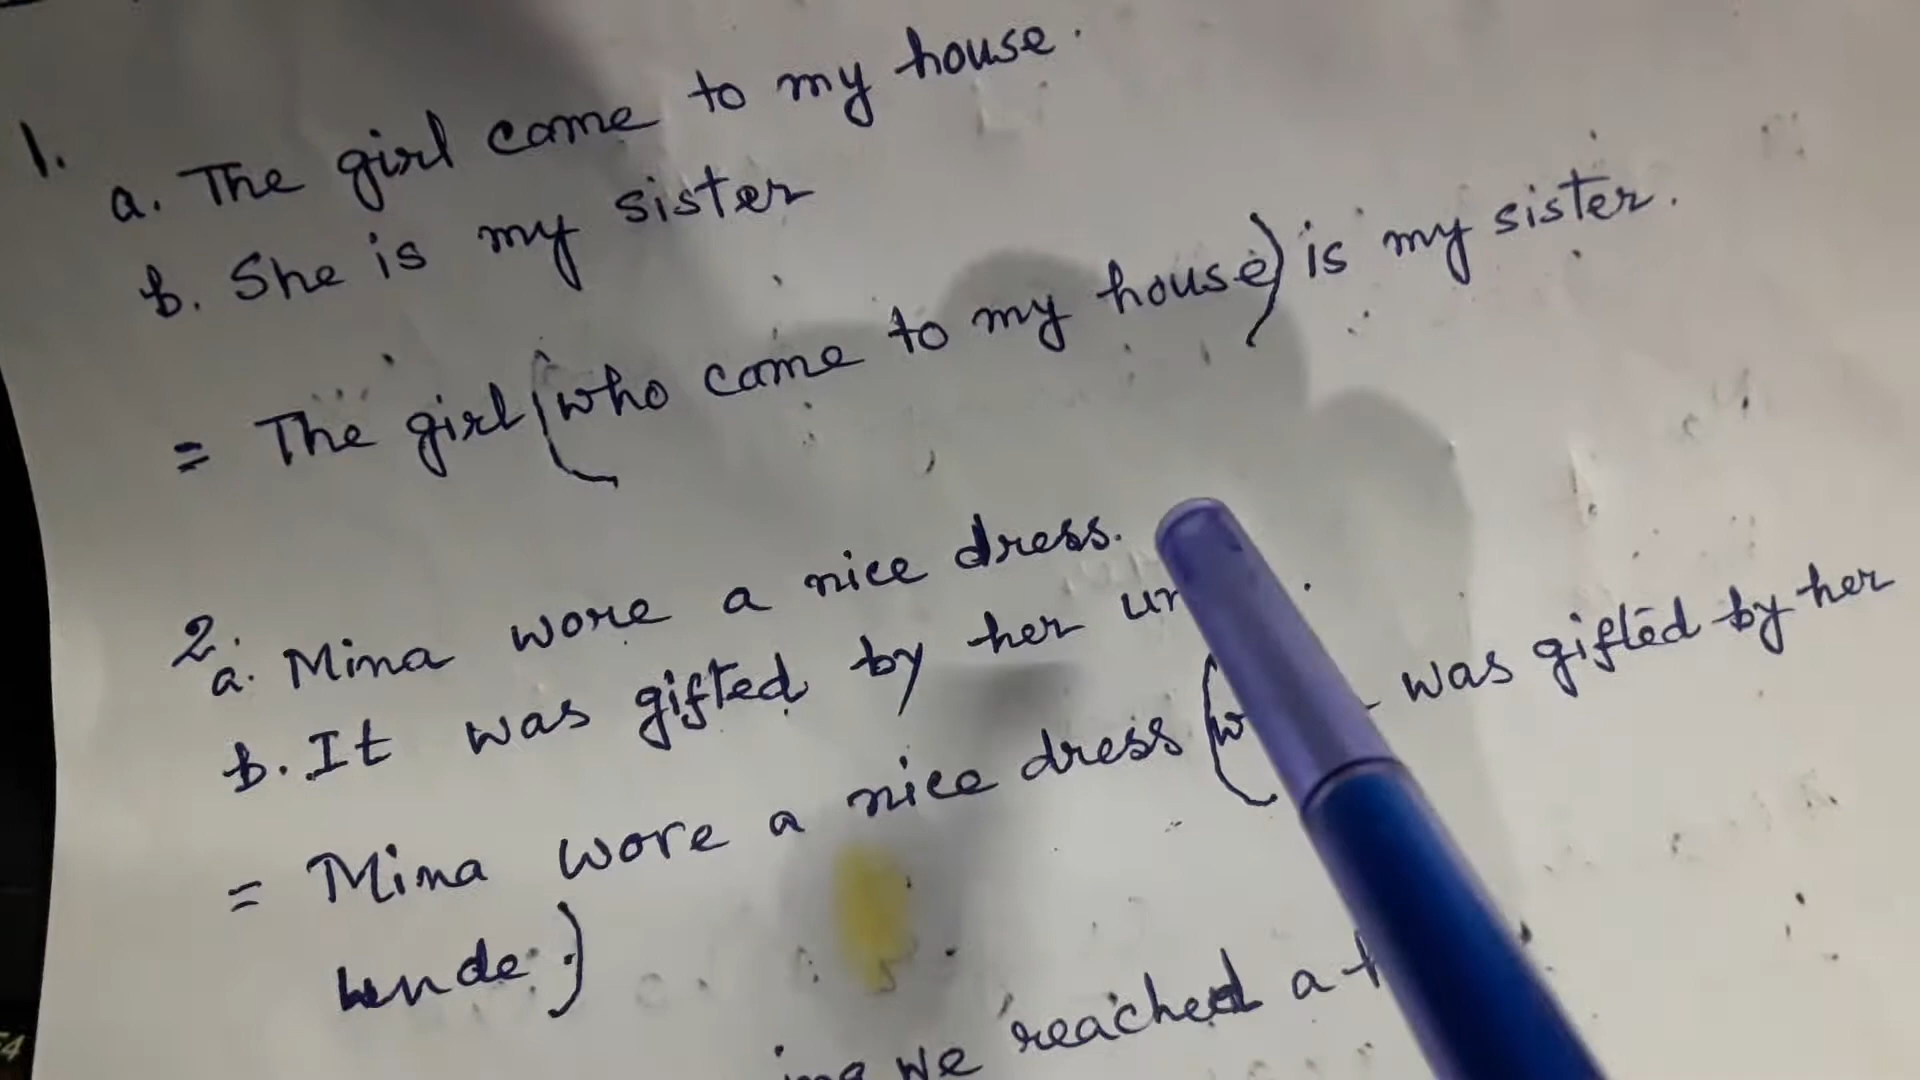 1.
a. The girl came to my house.
b. She is my sister
= The girl (who came to my house) is my sister.
2.
a. Mina wore a nice dress.
b. It was gifted by her
= Mina wore a nice dress ( was gifted by her
we reached a